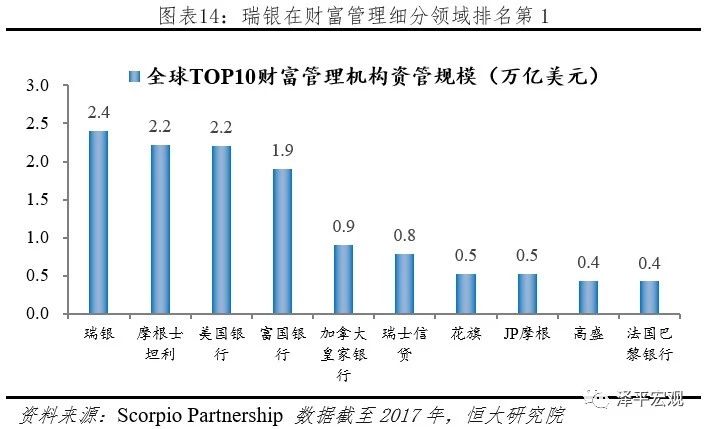 图表14：瑞银在财富管理细分领域排名第 1
全球TOP10财富管理机构资管规模（万亿美元）
3.0
2.5
2.0
1.5
1.0
0.5
0.0
2.4
2.2
2.2
1.9
0.9
0.8
0.5
0.5
0.4
0.4
瑞银
摩根士
坦利
美国银
行
富国银
行
加拿大
皇家银
行
瑞士信
贷
花旗
JP摩根
高盛
法国巴
黎银行
泽平宏观
资料来源：Scorpio Partnership 数据截至 2017 年，恒大研究院